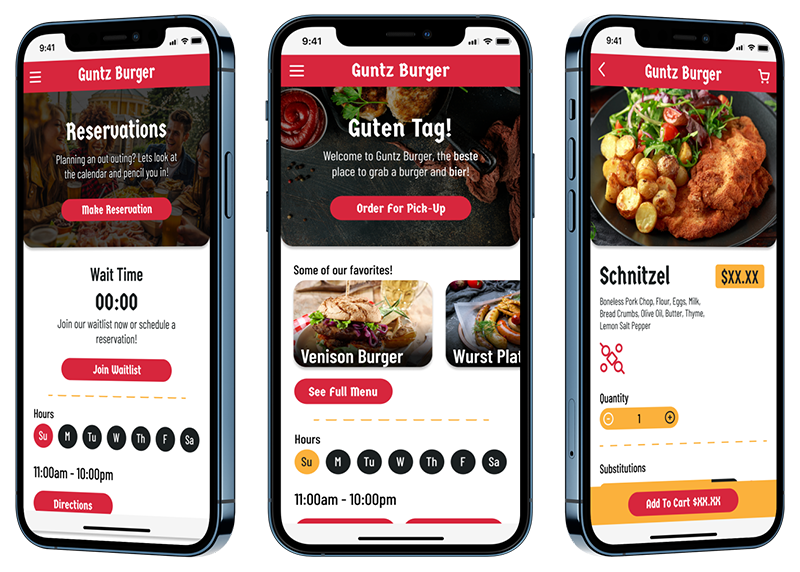 9:41
Guntz Burger
Reservations
Planning an out outing? Lets look at
the calendar and pencil you in!
Make Reservation
Wait Time
00:00
Join our waitlist now or schedule a
reservation!
Join Waitlist
Hours
Su M Tu W Th F Sa
11:00am - 10:00pm
Directions
9:41
Guntz Burger
Guten Tag!
Welcome to Guntz Burger, the beste
place to grab a burger and bier!
Order For Pick-Up
Some of our favorites!
Venison Burger
Wurst Plat
See Full Menu
Hours
Su M Tu W Th F Sa
11:00am - 10:00pm
9:41
Guntz Burger
Schnitzel
$XX.XX
Boneless Pork Chop, Flour, Eggs, Milk,
Bread Crumbs, Olive Oil, Butter, Thyme,
Lemon Salt Pepper
Quantity
1
Substitutions
Add To Cart $XX.XX